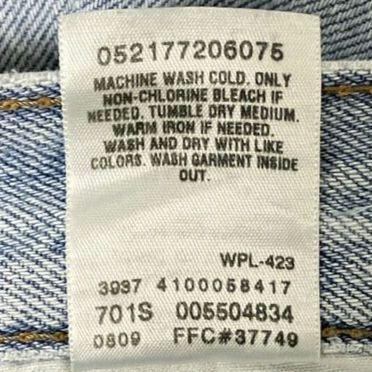 052177206075
MACHINE WASH COLD. ONLY
NON-CHLORINE BLEACH IF
NEEDED. TUMBLE DRY MEDIUM.
WARM IRON IF NEEDED.
WASH AND DRY WITH LIKE
COLORS. WASH GARMENT INSIDE
OUT.
WPL-423
3937 4100058417
701S 005504834
0809 FFC#37749